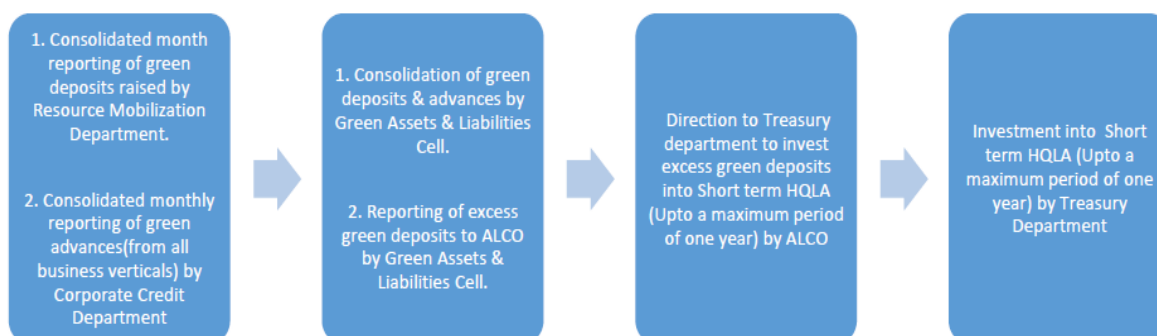 1. Consolidated month
reporting of green
deposits raised by
Resource Mobilization
Department.
2. Consolidated monthly
reporting of green
advances(from all
business verticals) by
Corporate Credit
Department
1. Consolidation of green
deposits & advances by
Green Assets & Liabilities
Cell.
2. Reporting of excess
green deposits to ALCO
by Green Assets &
Liabilities Cell.
Direction to Treasury
department to invest
excess green deposits
into Short term HQLA
(Upto a maximum period
of one year) by ALCO
Investment into Short
term HQLA (Upto a
maximum period of one
year) by Treasury
Department